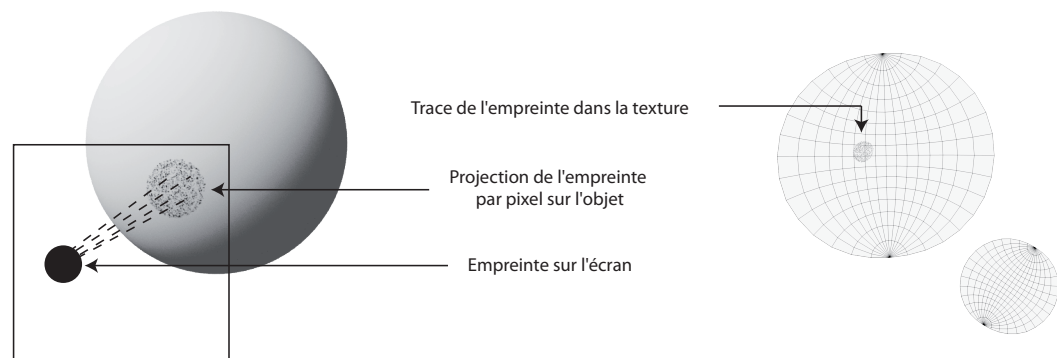 Trace de l'empreinte dans la texture
Projection de l'empreinte
par pixel sur l'objet
Empreinte sur l'écran